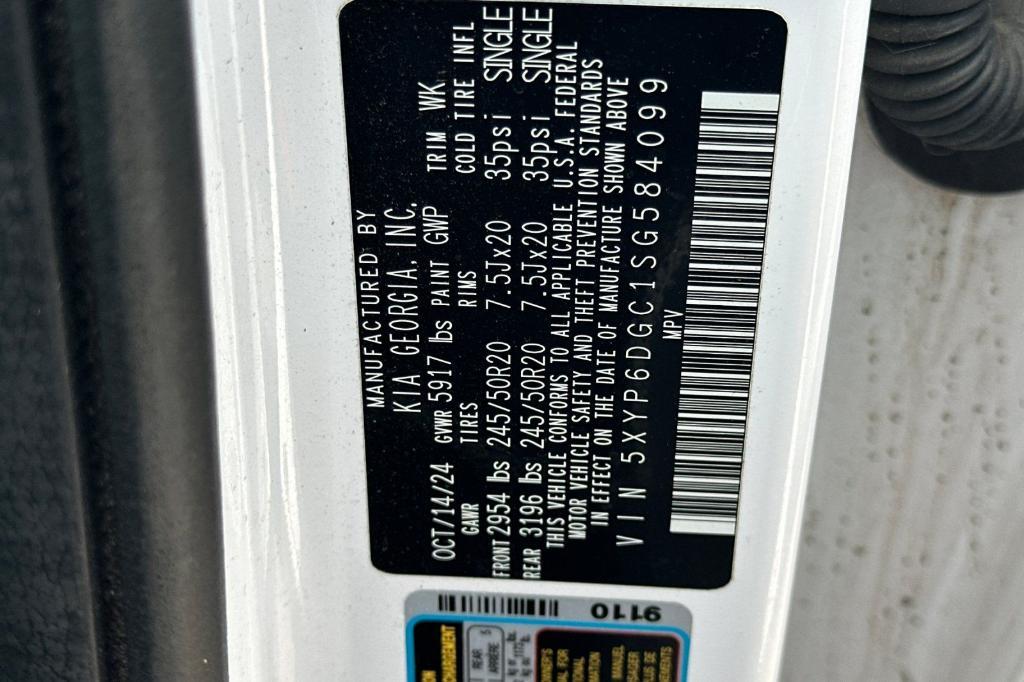 MANUFACTURED BY
KIA GEORGIA, INC.
OCT/14/24 GVWR 5917 lbs PAINT GWP TRIM WK
GAWR TIRES RIMS COLD TIRE INFL
FRONT 2954 lbs 245/50R20 7.5Jx20 35psi SINGLE
REAR 3196 lbs 245/50R20 7.5Jx20 35psi SINGLE
THIS VEHICLE CONFORMS TO ALL APPLICABLE U.S.A. FEDERAL
MOTOR VEHICLE SAFETY AND THEFT PREVENTION STANDARDS
IN EFFECT ON THE DATE OF MANUFACTURE SHOWN ABOVE
VIN 5XYP6DGC1SG584099
MPV
9110
REAR
ARRIERE